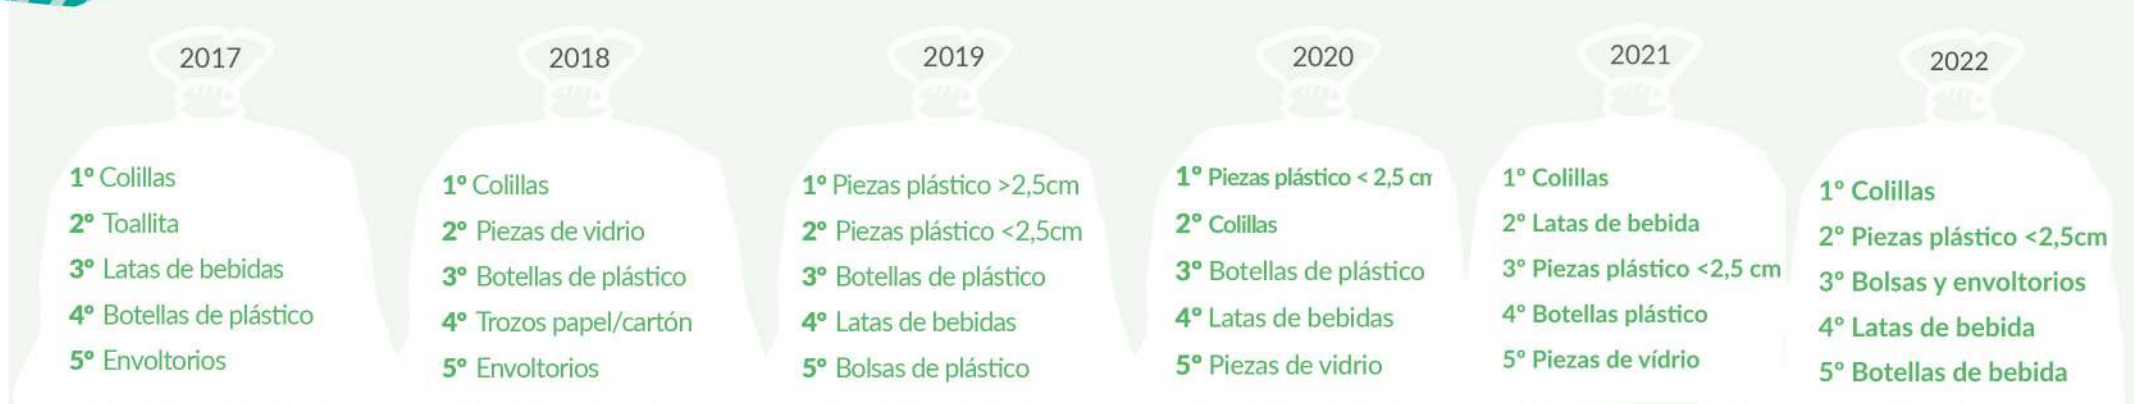 2017
1º Colillas
2º Toallita
3º Latas de bebidas
4º Botellas de plástico
5º Envoltorios
2018
1º Colillas
2º Piezas de vidrio
3º Botellas de plástico
4º Trozos papel/cartón
5º Envoltorios
2019
1º Piezas plástico >2,5cm
2º Piezas plástico <2,5cm
3º Botellas de plástico
4º Latas de bebidas
5º Bolsas de plástico
2020
1º Piezas plástico < 2,5 cm
2º Colillas
3º Botellas de plástico
4º Latas de bebidas
5º Piezas de vidrio
2021
1º Colillas
2º Latas de bebida
3º Piezas plástico <2,5 cm
4º Botellas plástico
5º Piezas de vídrio
2022
1º Colillas
2º Piezas plástico <2,5cm
3º Bolsas y envoltorios
4º Latas de bebida
5º Botellas de bebida